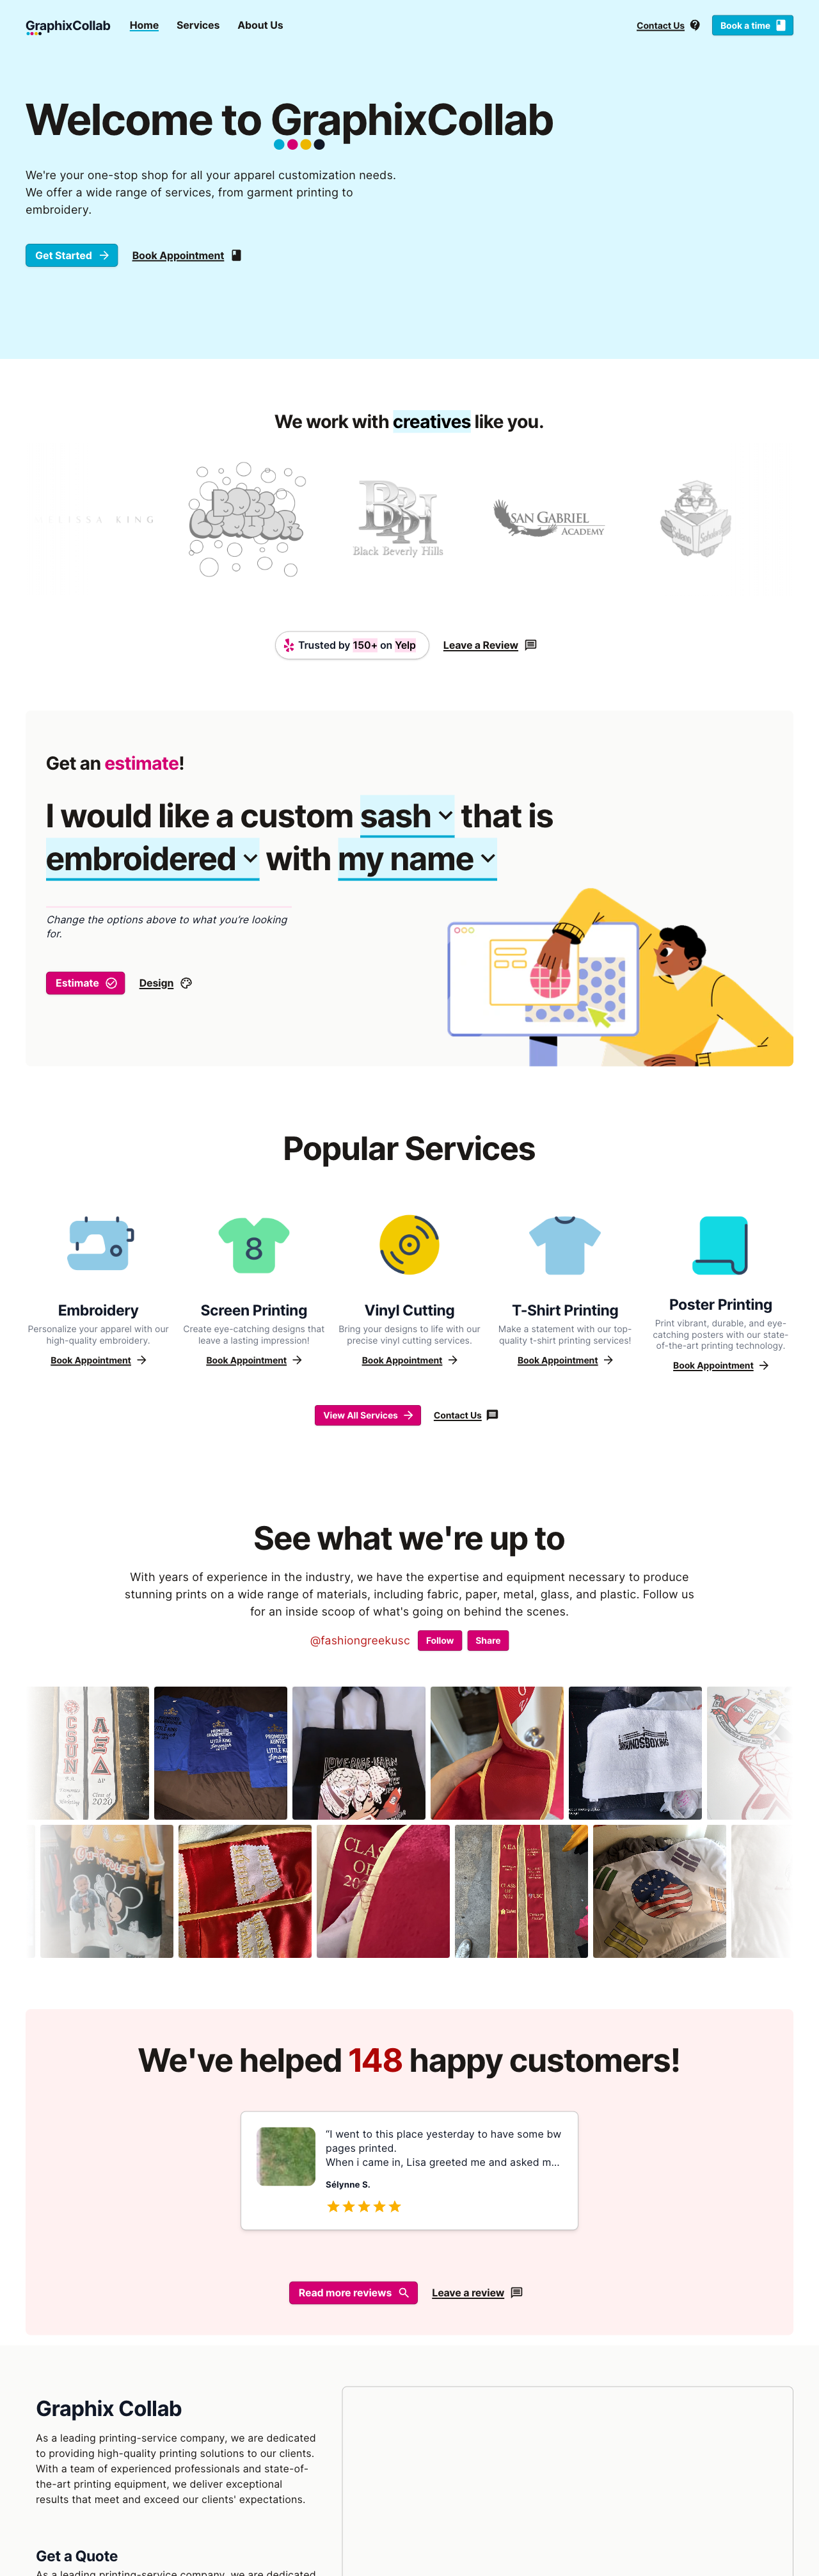 GraphixCollab
Home
Services
About Us
Contact Us
Book a time
Welcome to GraphixCollab
We're your one-stop shop for all your apparel customization needs.
We offer a wide range of services, from garment printing to
embroidery.
Get Started
Book Appointment
We work with creatives like you.
KING
BBH
Black Beverly Hills
SAN GABRIEL
ACADEMY
Trusted by 150+ on Yelp
Leave a Review
Get an estimate!
I would like a custom sash that is
embroidered with my name
Change the options above to what you're looking
for.
Estimate
Design
Popular Services
8
Embroidery
Personalize your apparel with our
high-quality embroidery.
Book Appointment
Screen Printing
Create eye-catching designs that
leave a lasting impression!
Book Appointment
Vinyl Cutting
Bring your designs to life with our
precise vinyl cutting services.
Book Appointment
T-Shirt Printing
Make a statement with our top-
quality t-shirt printing services!
Book Appointment
Poster Printing
Print vibrant, durable, and eye-
catching posters with our state-
of-the-art printing technology.
Book Appointment
View All Services
Contact Us
See what we're up to
With years of experience in the industry, we have the expertise and equipment necessary to produce
stunning prints on a wide range of materials, including fabric, paper, metal, glass, and plastic. Follow us
for an inside scoop of what's going on behind the scenes.
@fashiongreekusc
Follow
Share
CSUN
ΑΞΔ
Class of
2020
CLASS
OF
We've helped 148 happy customers!
“I went to this place yesterday to have some bw
pages printed.
When i came in, Lisa greeted me and asked m...
Sélynne S.
Read more reviews
Leave a review
Graphix Collab
As a leading printing-service company, we are dedicated
to providing high-quality printing solutions to our clients.
With a team of experienced professionals and state-of-
the-art printing equipment, we deliver exceptional
results that meet and exceed our clients' expectations.
Get a Quote
As a leading printing-service company, we are dedicated